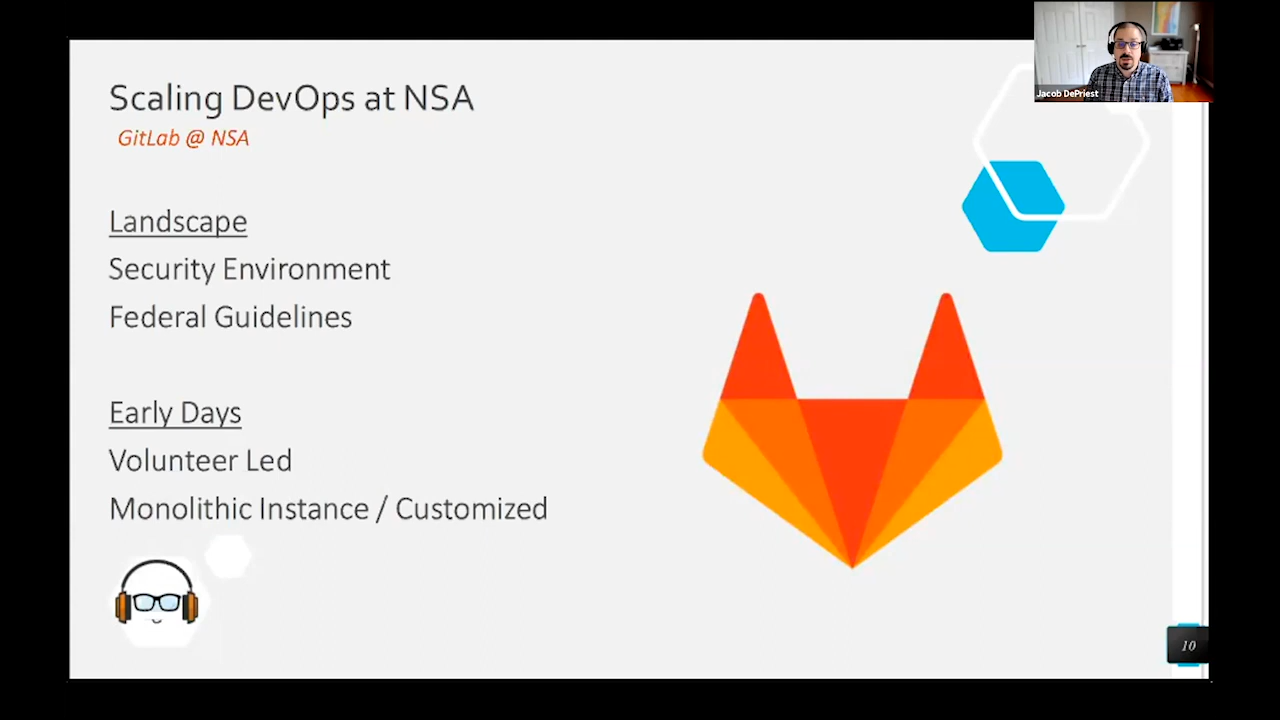 Scaling DevOps at NSA
GitLab @ NSA
Landscape
Security Environment
Federal Guidelines
Early Days
Volunteer Led
Monolithic Instance / Customized
Jacob DePriest
10